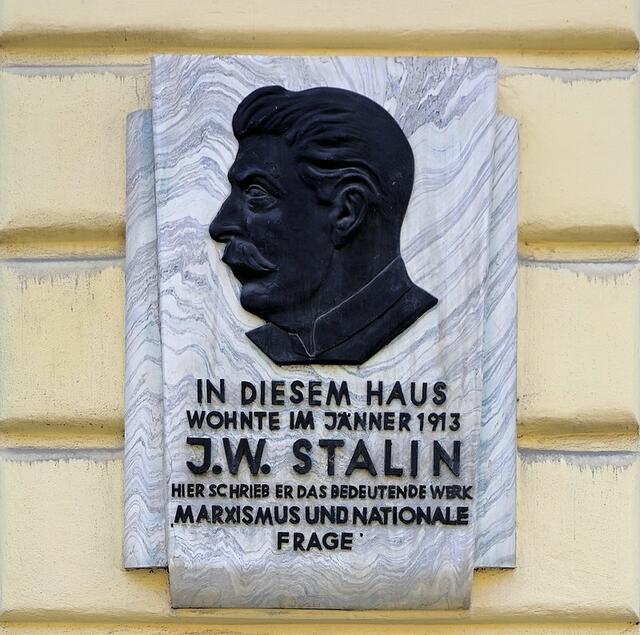 IN DIESEM HAUS
WOHNTE IM JÄNNER 1913
J.W. STALIN
HIER SCHRIEB ER DAS BEDEUTENDE WERK
'MARXISMUS UND NATIONALE
FRAGE'